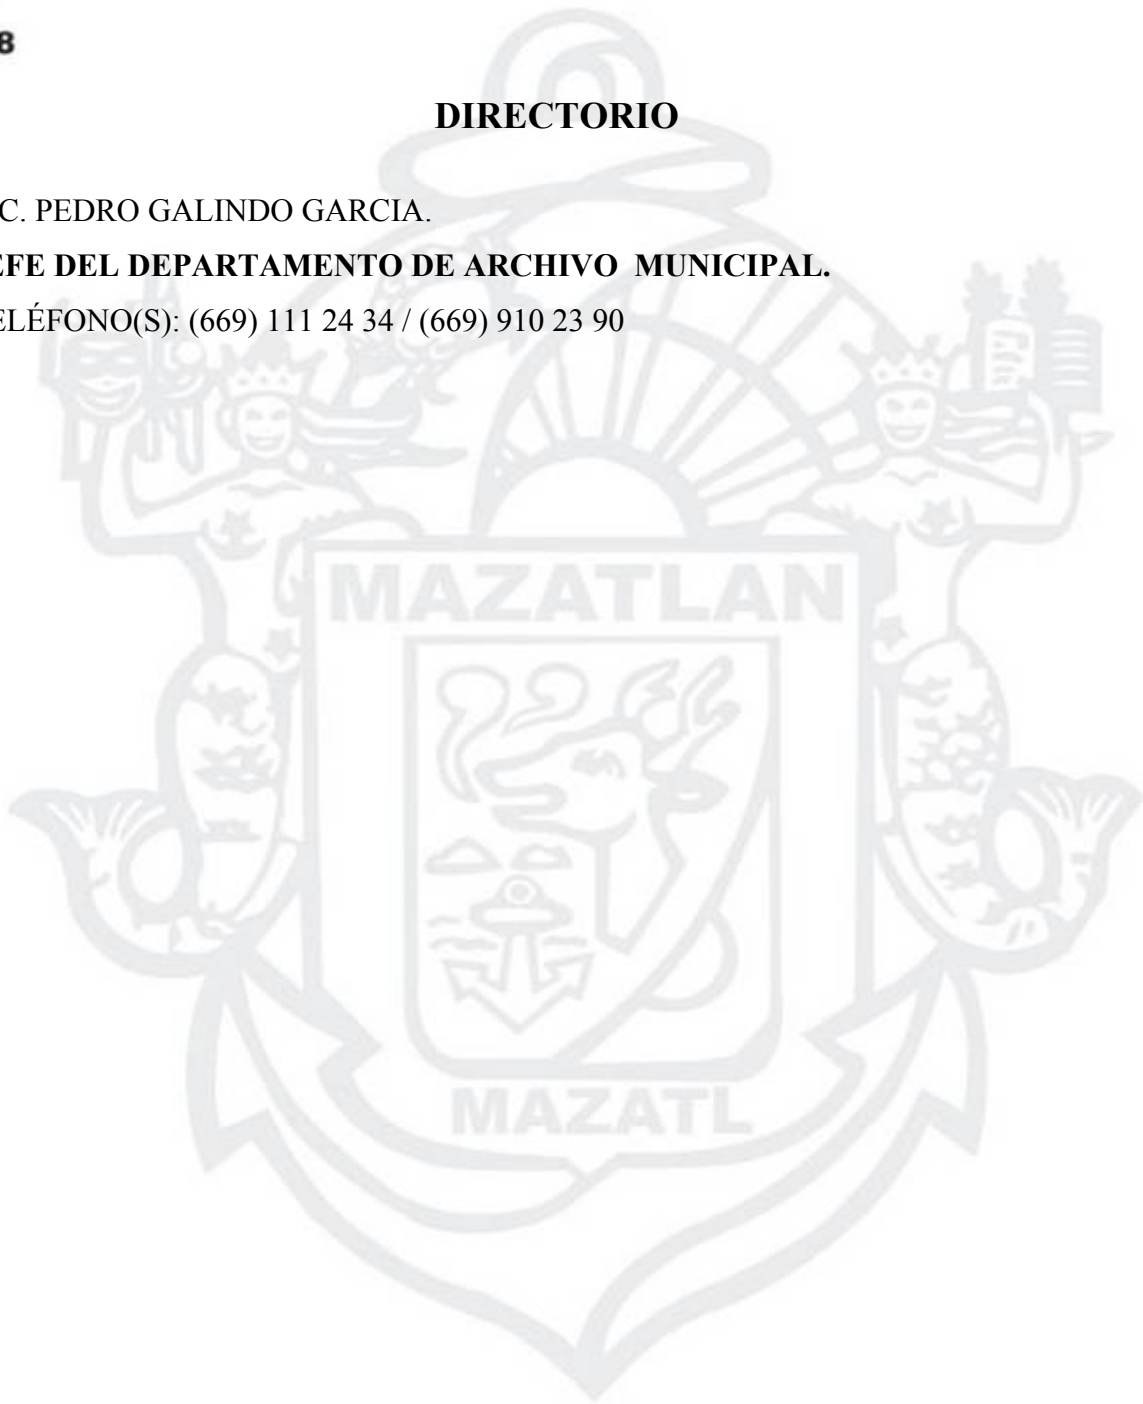 8
DIRECTORIO
C. PEDRO GALINDO GARCIA.
EFE DEL DEPARTAMENTO DE ARCHIVO MUNICIPAL.
ELÉFONO(S): (669) 111 24 34 / (669) 910 23 90
MAZATLAN
MAZATL